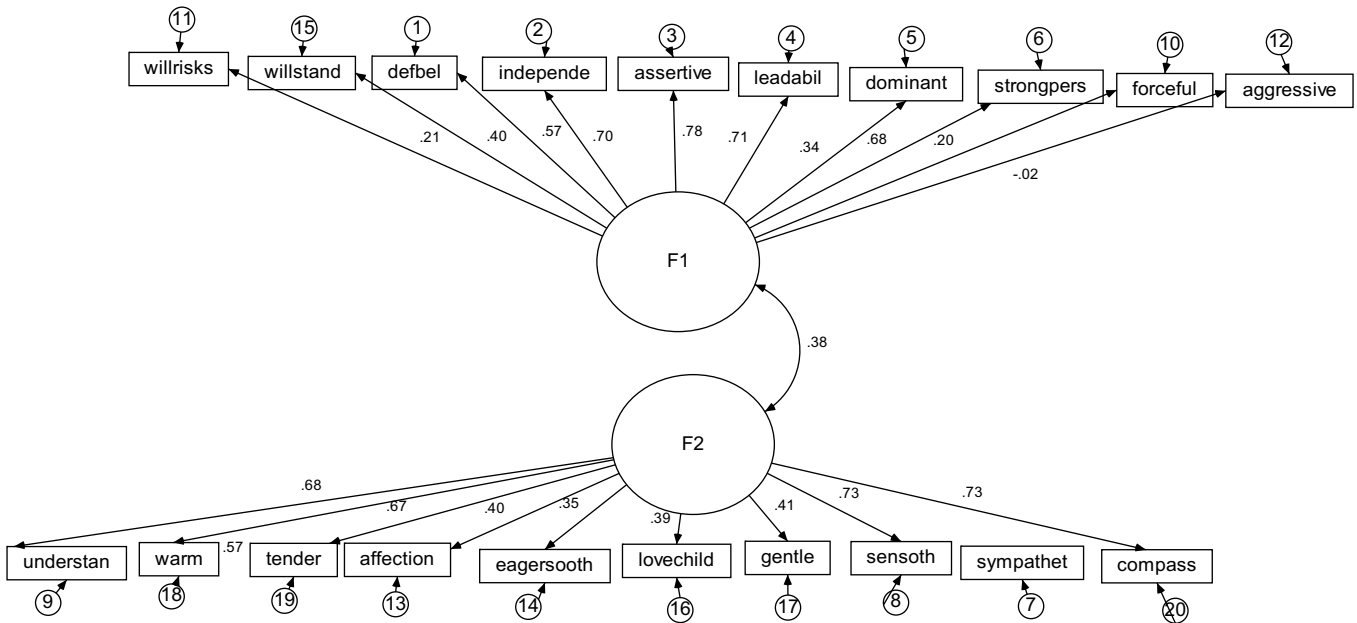 11
15
1
2
3
4
5
6
10
12
willrisks
willstand
defbel
independe
assertive
leadabil
dominant
strongpers
forceful
aggressive
.21
.40
.57
.70
.78
.71
.34
.68
.20
-.02
F1
.38
F2
.68
.67
.57
.40
.35
.39
.41
.73
.73
understan
warm
tender
affection
eagersooth
lovechild
gentle
sensoth
sympathet
compass
9
18
19
13
14
16
17
8
7
20